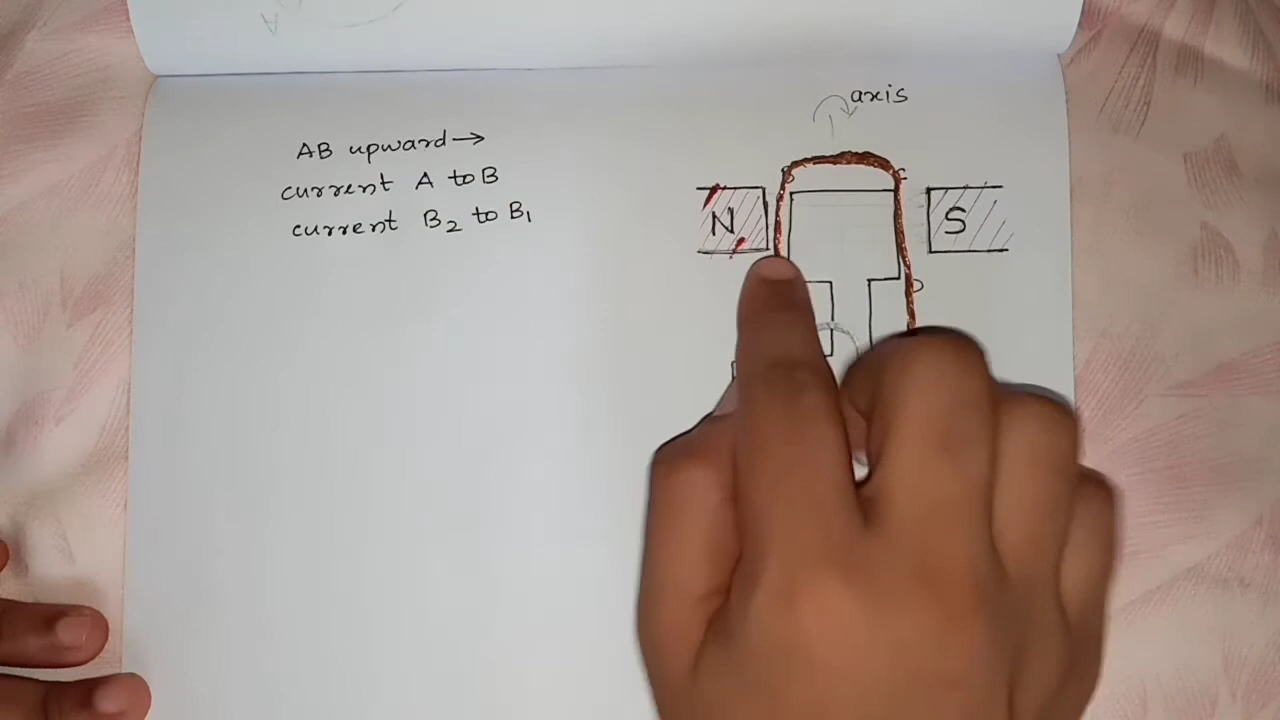 A
axis
AB upward →
current A to B
current B₂ to B₁
B
C
N
S
D